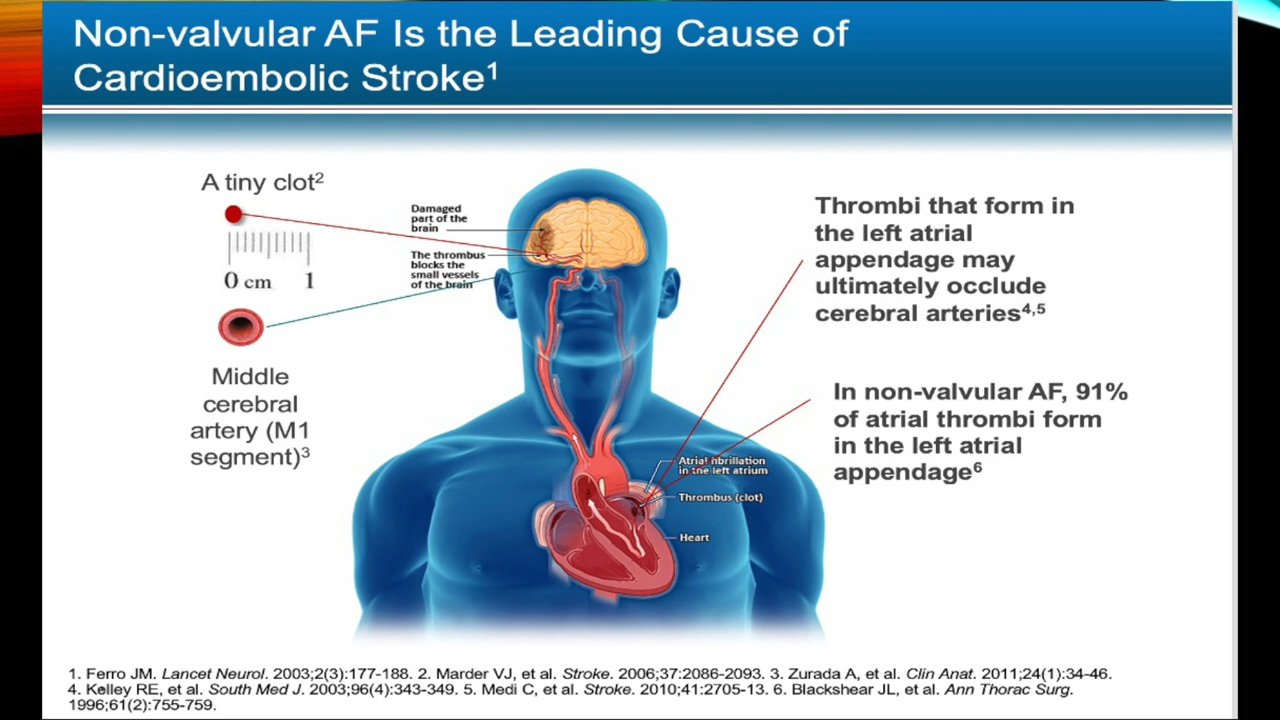 Non-valvular AF Is the Leading Cause of
Cardioembolic Stroke¹
A tiny clot²
0 cm 1
Middle
cerebral
artery (M1
segment)³
Damaged
part of the
brain
The thrombus
blocks the
small vessels
of the brain
Thrombi that form in
the left atrial
appendage may
ultimately occlude
cerebral arteries⁴,⁵
In non-valvular AF, 91%
of atrial thrombi form
in the left atrial
appendage⁶
Atrial fibrillation
in the left atrium
Thrombus (clot)
Heart
1. Ferro JM. Lancet Neurol. 2003;2(3):177-188. 2. Marder VJ, et al. Stroke. 2006;37:2086-2093. 3. Zurada A, et al. Clin Anat. 2011;24(1):34-46.
4. Kelley RE, et al. South Med J. 2003;96(4):343-349. 5. Medi C, et al. Stroke. 2010;41:2705-13. 6. Blackshear JL, et al. Ann Thorac Surg.
1996;61(2):755-759.